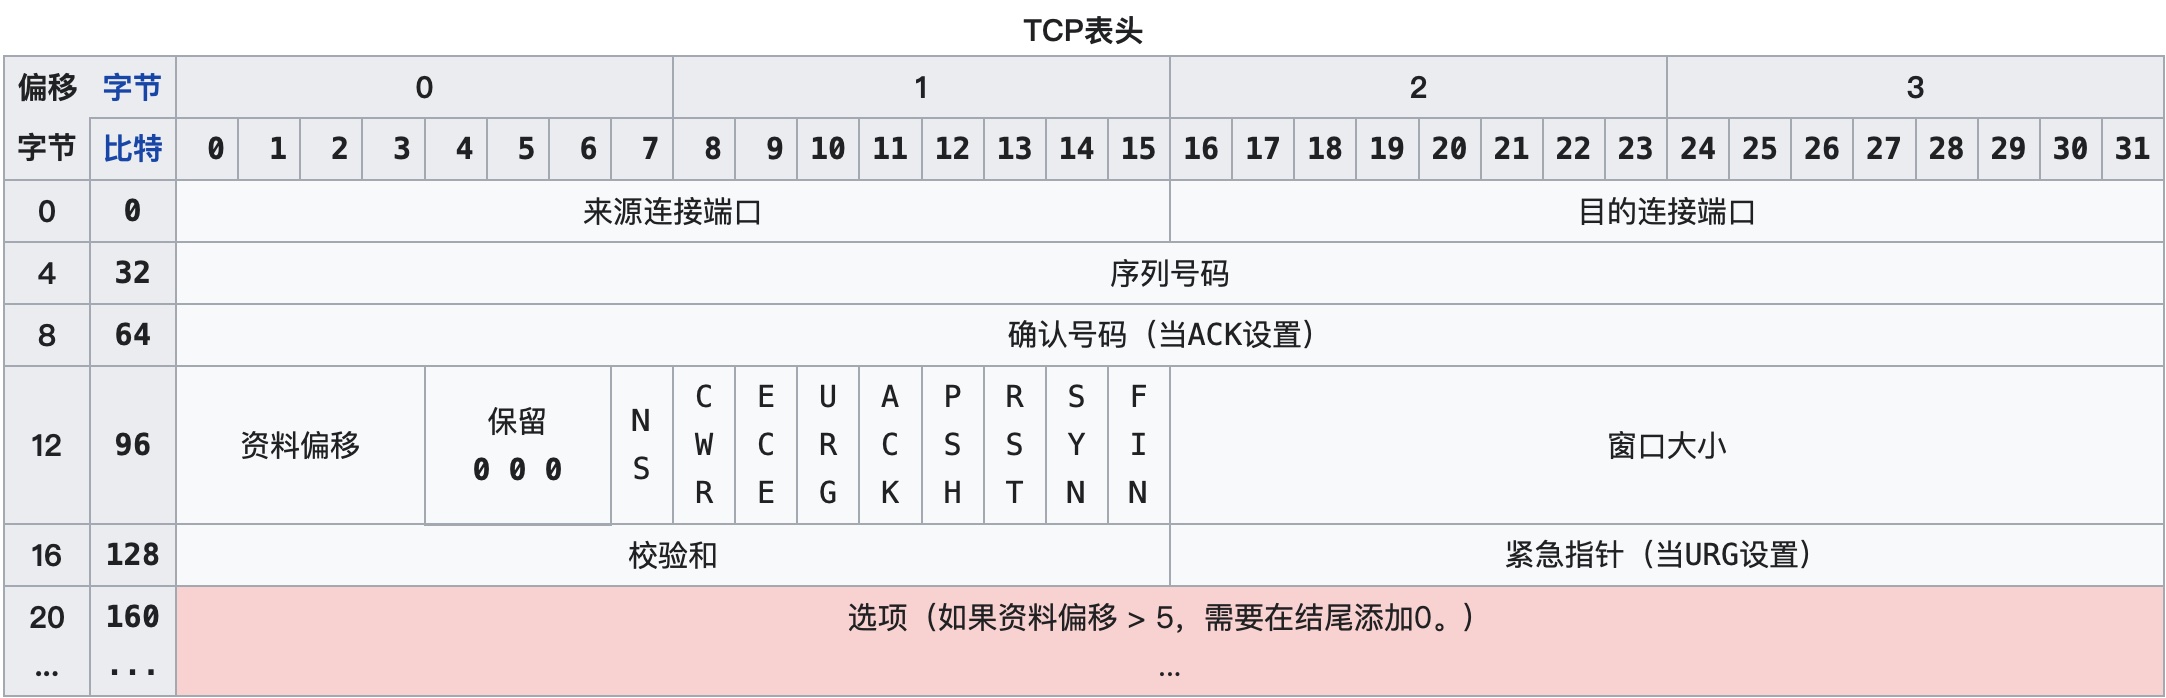 TCP表头
偏移 字节 0 1 2 3
字节 比特 0 1 2 3 4 5 6 7 8 9 10 11 12 13 14 15 16 17 18 19 20 21 22 23 24 25 26 27 28 29 30 31
0 0 来源连接端口 目的连接端口
4 32 序列号码
8 64 确认号码（当ACK设置）
12 96 资料偏移 保留 0 0 0 NS CWR ECE URG ACK PSH RST SYN FIN 窗口大小
16 128 校验和 紧急指针（当URG设置）
20 160 选项（如果资料偏移 > 5，需要在结尾添加0。）
... ... ...